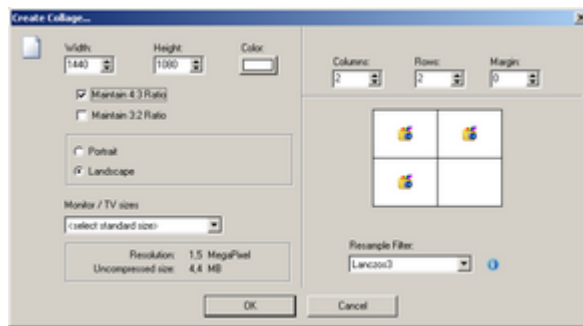 Create Collage...
Width: Height: Color:
1440 1080
Maintain 4:3 Ratio
Maintain 3:2 Ratio
Portrait
Landscape
Monitor / TV sizes
<select standard size>
Resolution: 1,5 MegaPixel
Uncompressed size: 4,4 MB
Columns: Rows: Margin:
2 2 0
Resample Filter:
Lanczos3
OK Cancel